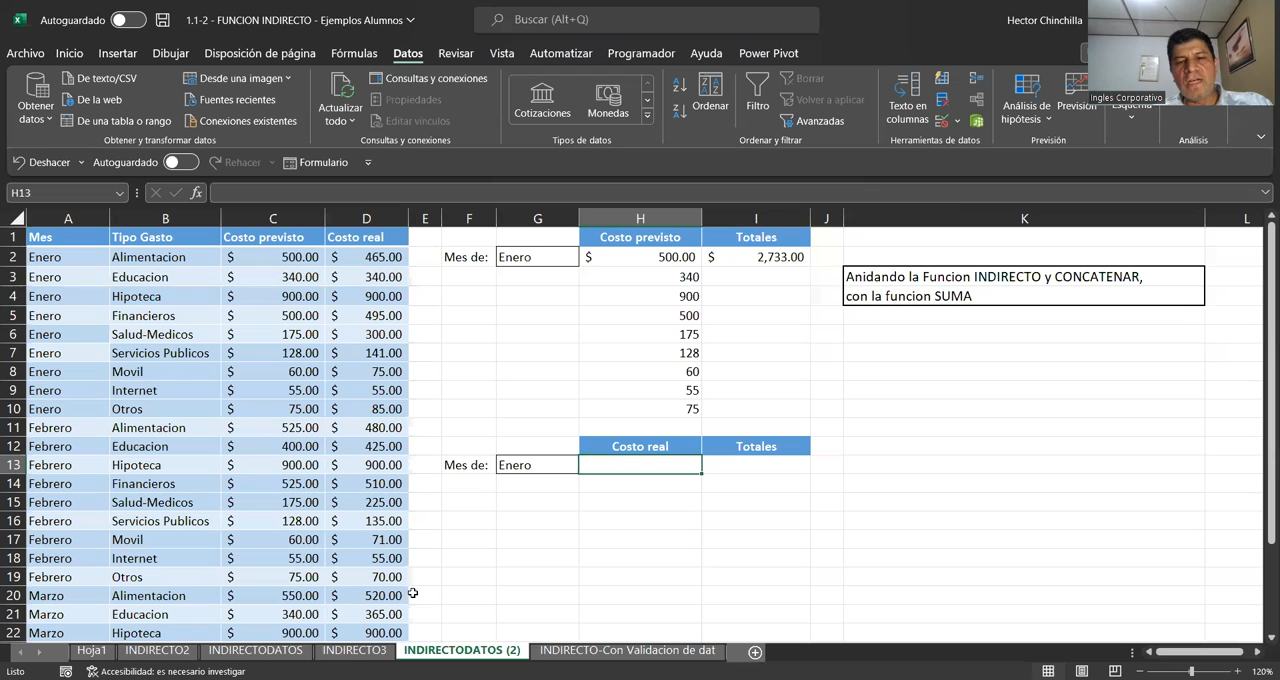 Autoguardado
1.1-2 - FUNCION INDIRECTO - Ejemplos Alumnos
Buscar (Alt+Q)
Hector Chinchilla
Archivo Inicio Insertar Dibujar Disposición de página Fórmulas Datos Revisar Vista Automatizar Programador Ayuda Power Pivot
Obtener datos
De texto/CSV
De la web
De una tabla o rango
Desde una imagen
Fuentes recientes
Conexiones existentes
Obtener y transformar datos
Actualizar todo
Consultas y conexiones
Propiedades
Editar vínculos
Consultas y conexiones
Cotizaciones
Monedas
Tipos de datos
Ordenar
Filtro
Borrar
Volver a aplicar
Avanzadas
Ordenar y filtrar
Texto en columnas
Herramientas de datos
Análisis de hipótesis
Previsión
Previsión
Análisis
Ingles Corporativo
Deshacer Autoguardado Rehacer Formulario
H13 fx
A B C D E F G H I J K L
1 Mes Tipo Gasto Costo previsto Costo real Costo previsto Totales
2 Enero Alimentacion $ 500.00 $ 465.00 Mes de: Enero $ 500.00 $ 2,733.00
3 Enero Educacion $ 340.00 $ 340.00 340 Anidando la Funcion INDIRECTO y CONCATENAR,
4 Enero Hipoteca $ 900.00 $ 900.00 900 con la funcion SUMA
5 Enero Financieros $ 500.00 $ 495.00 500
6 Enero Salud-Medicos $ 175.00 $ 300.00 175
7 Enero Servicios Publicos $ 128.00 $ 141.00 128
8 Enero Movil $ 60.00 $ 75.00 60
9 Enero Internet $ 55.00 $ 55.00 55
10 Enero Otros $ 75.00 $ 85.00 75
11 Febrero Alimentacion $ 525.00 $ 480.00
12 Febrero Educacion $ 400.00 $ 425.00 Costo real Totales
13 Febrero Hipoteca $ 900.00 $ 900.00 Mes de: Enero
14 Febrero Financieros $ 525.00 $ 510.00
15 Febrero Salud-Medicos $ 175.00 $ 225.00
16 Febrero Servicios Publicos $ 128.00 $ 135.00
17 Febrero Movil $ 60.00 $ 71.00
18 Febrero Internet $ 55.00 $ 55.00
19 Febrero Otros $ 75.00 $ 70.00
20 Marzo Alimentacion $ 550.00 $ 520.00
21 Marzo Educacion $ 340.00 $ 365.00
22 Marzo Hipoteca $ 900.00 $ 900.00
Hoja1 INDIRECTO2 INDIRECTODATOS INDIRECTO3 INDIRECTODATOS (2) INDIRECTO-Con Validacion de dat
Listo Accesibilidad: es necesario investigar 120%